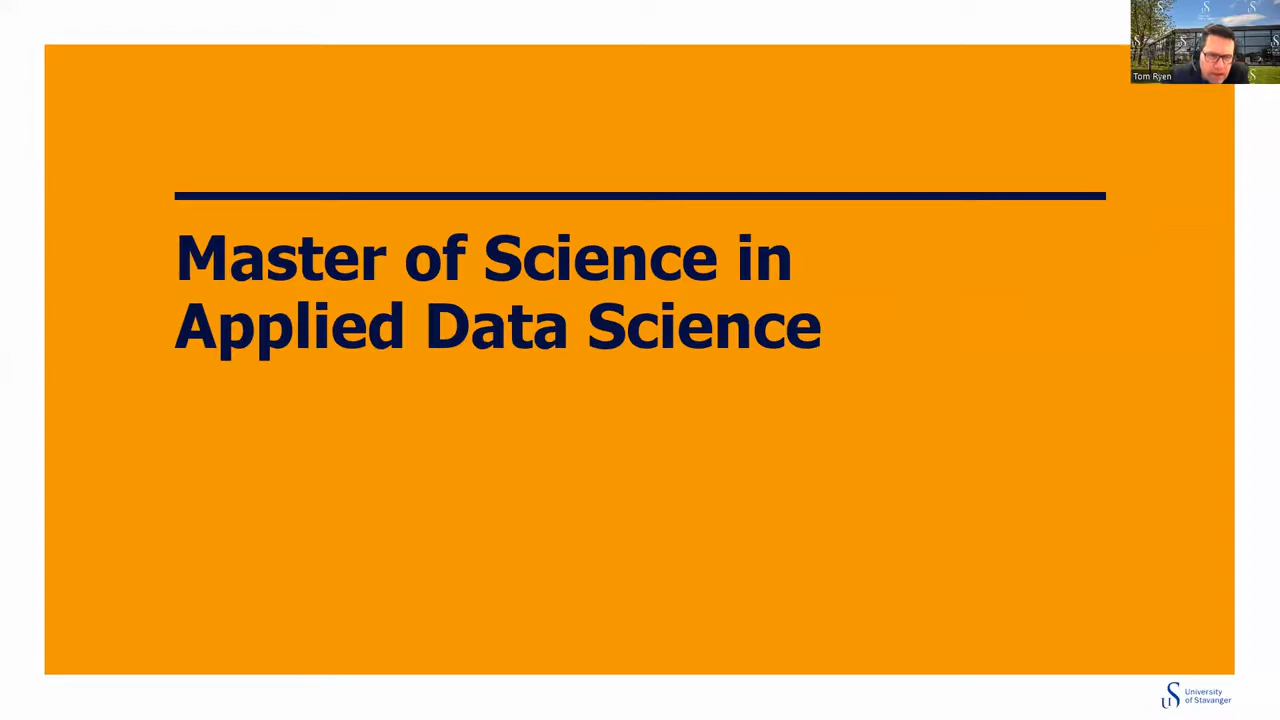 Tom Ryen
Master of Science in
Applied Data Science
University
of Stavanger